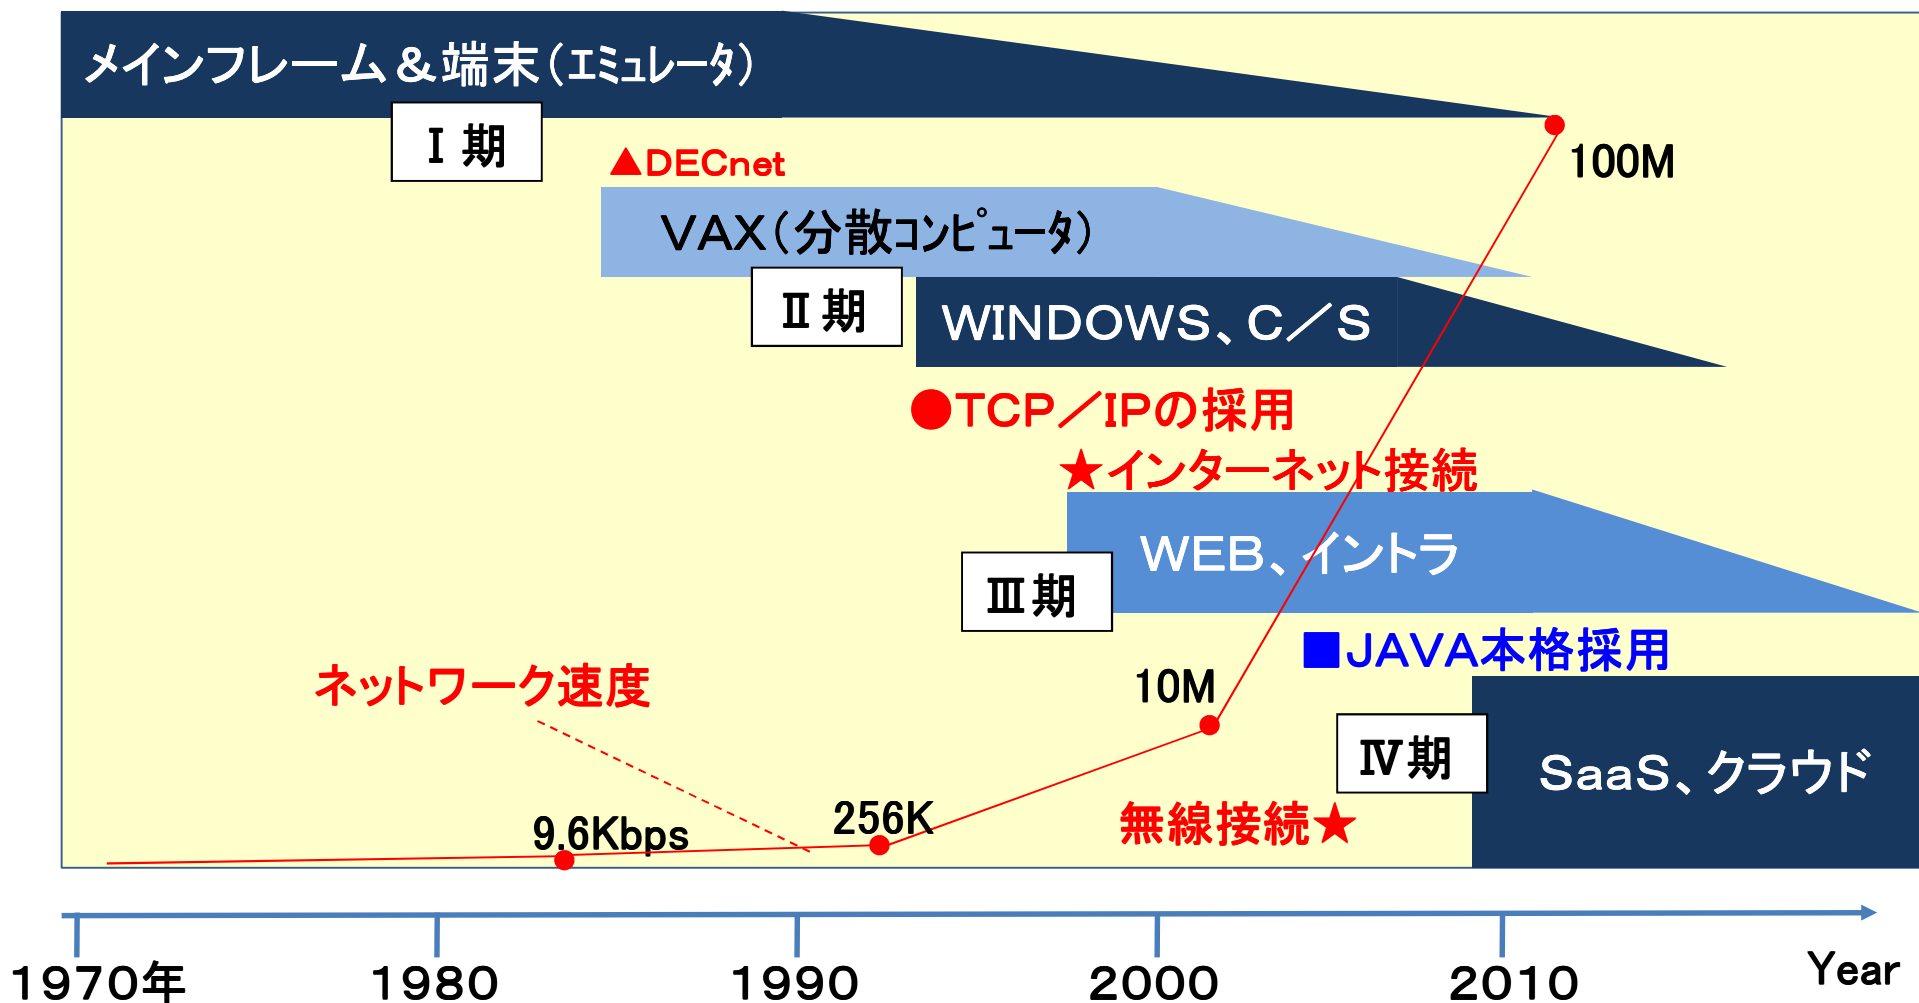 メインフレーム＆端末（エミュレータ）
Ⅰ期
▲DECnet
100M
VAX（分散コンピュータ）
Ⅱ期
WINDOWS、C／S
●TCP／IPの採用
★インターネット接続
WEB、イントラ
Ⅲ期
■JAVA本格採用
ネットワーク速度
10M
Ⅳ期
SaaS、クラウド
9.6Kbps
256K
無線接続★
1970年
1980
1990
2000
2010
Year